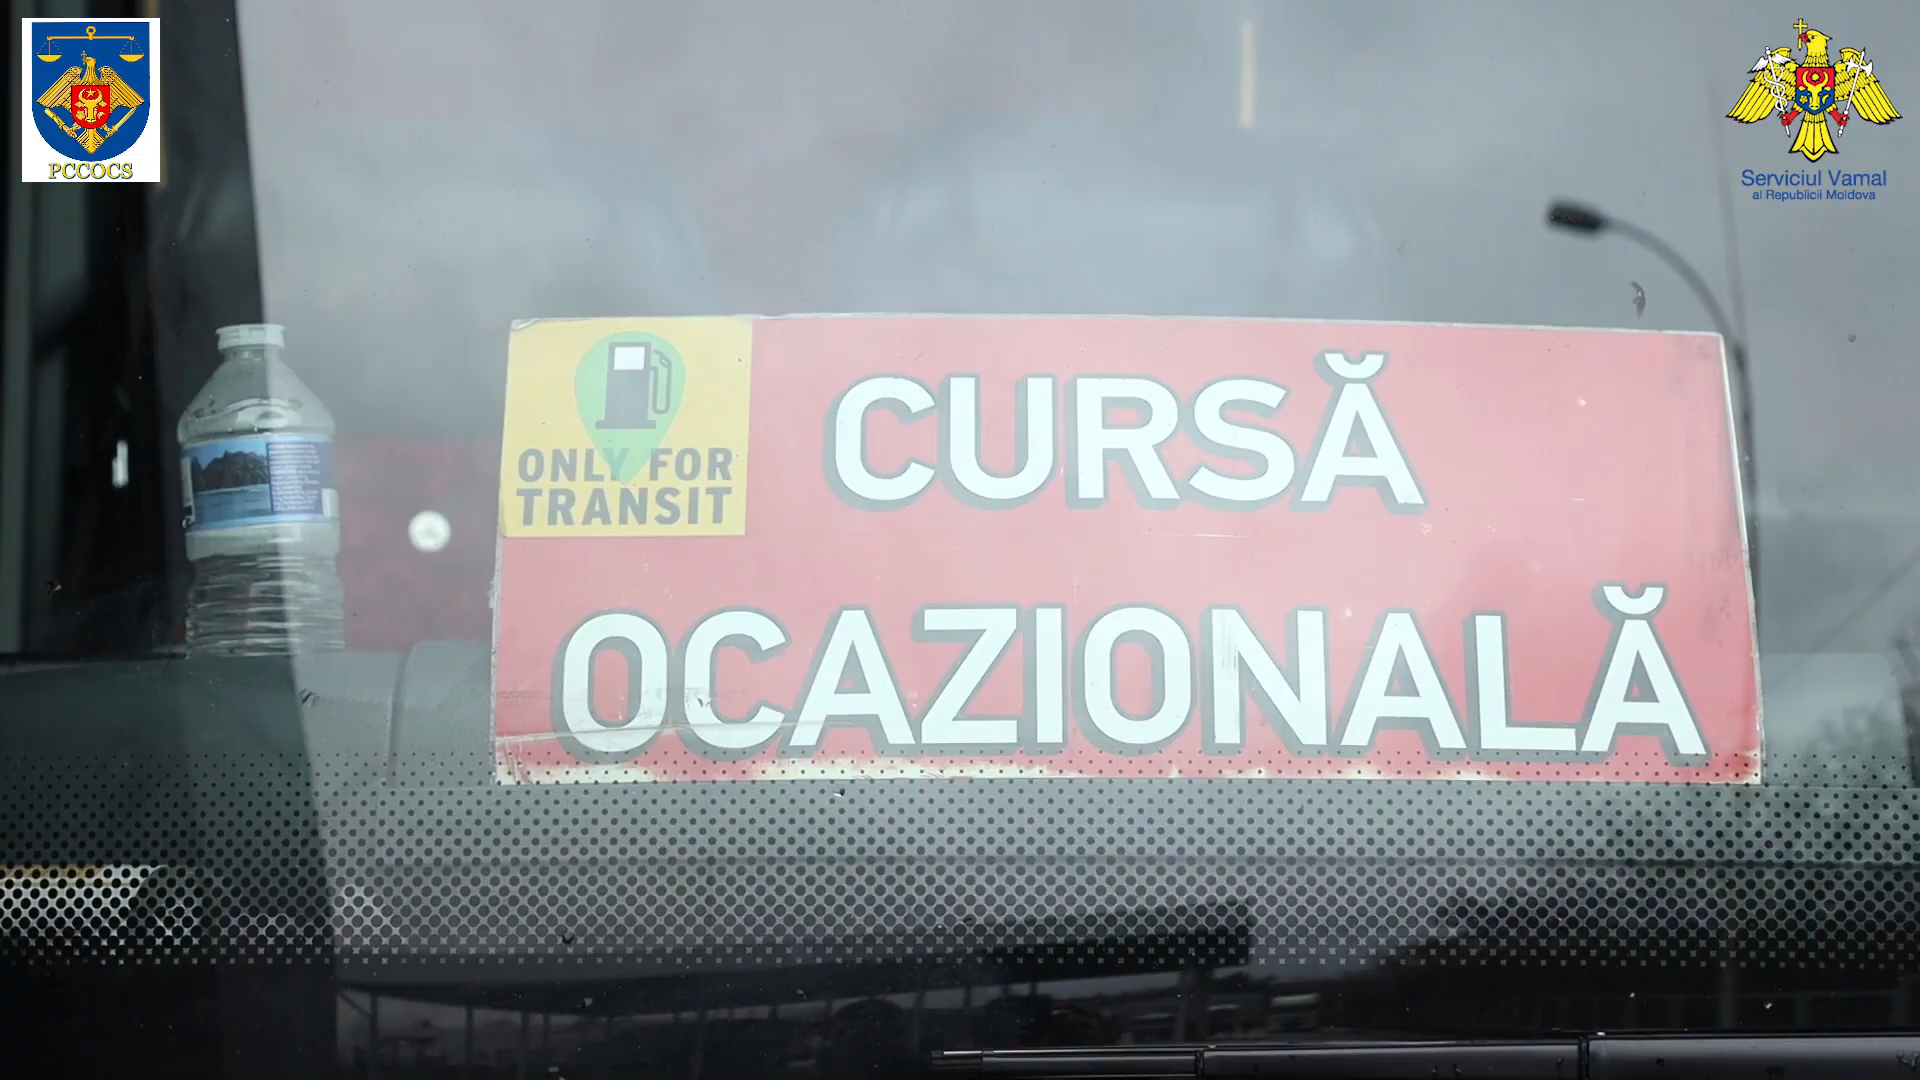 PCCOCS
Serviciul Vamal
al Republicii Moldova
ONLY FOR
TRANSIT
CURSĂ
OCAZIONALĂ